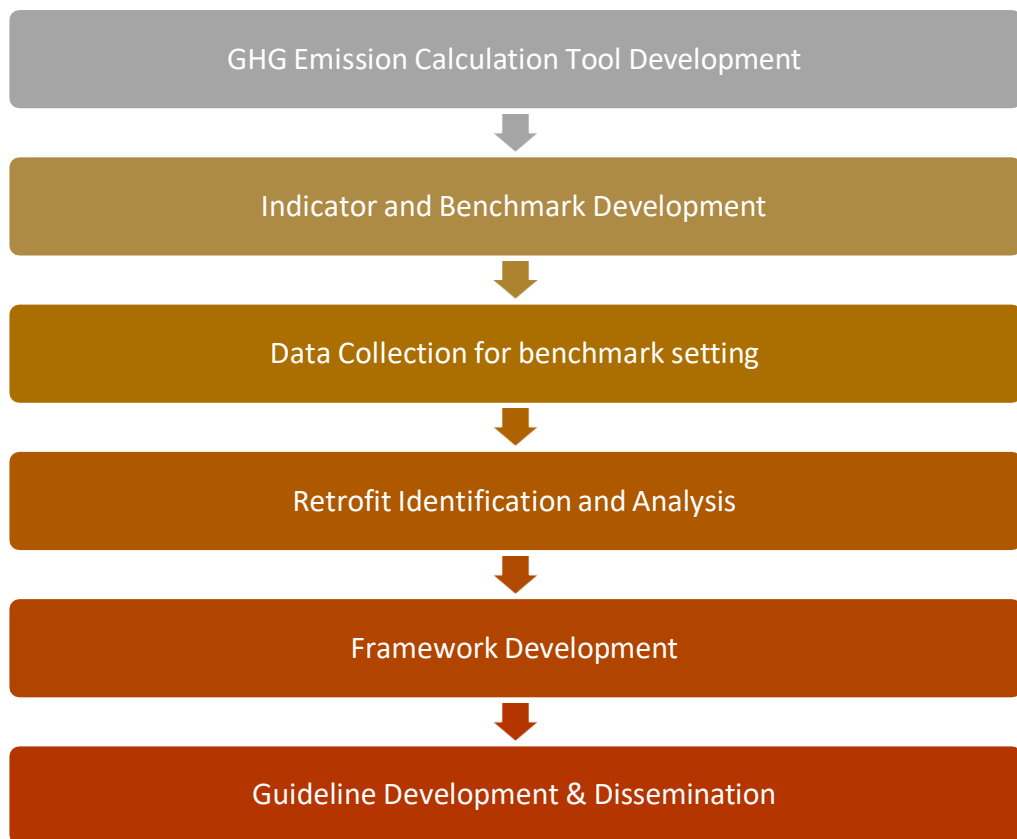 GHG Emission Calculation Tool Development
Indicator and Benchmark Development
Data Collection for benchmark setting
Retrofit Identification and Analysis
Framework Development
Guideline Development & Dissemination